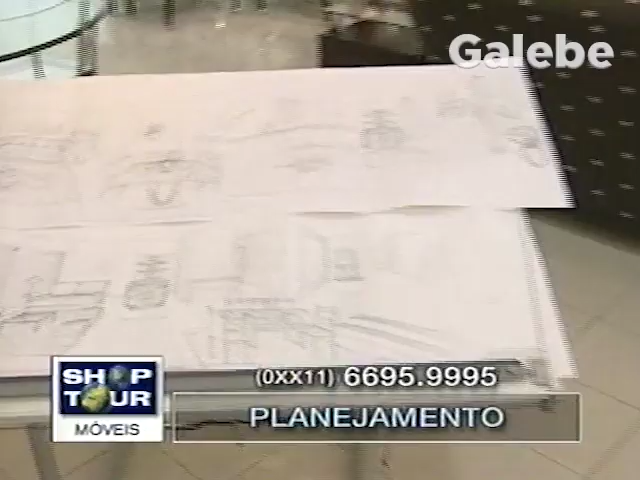 Galebe
SHOP
TOUR
MÓVEIS
(0XX11) 6695.9995
PLANEJAMENTO